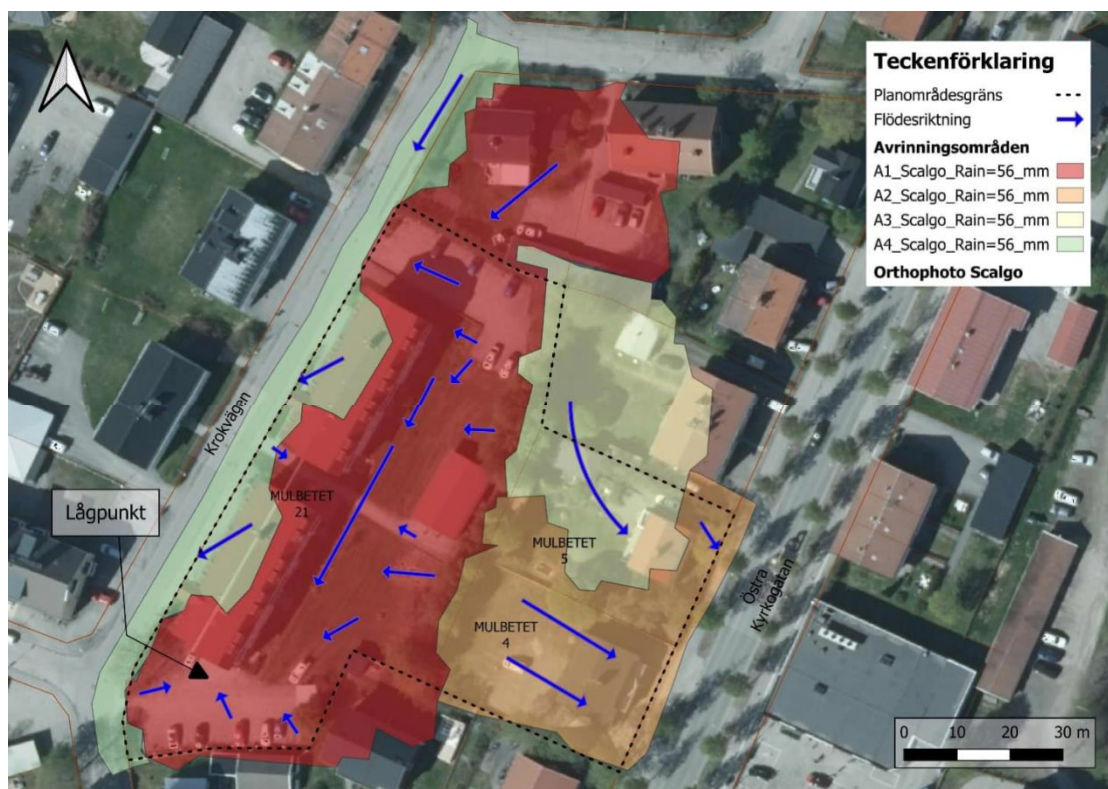 Teckenförklaring
Planområdesgräns
Flödesriktning
Avrinningsområden
A1_Scalgo_Rain=56_mm
A2_Scalgo_Rain=56_mm
A3_Scalgo_Rain=56_mm
A4_Scalgo_Rain=56_mm
Orthophoto Scalgo
Krokvägen
MULBETET
21
Lågpunkt
MULBETET
5
Östra
Kyrkogatan
MULBETET
4
0 10 20 30 m